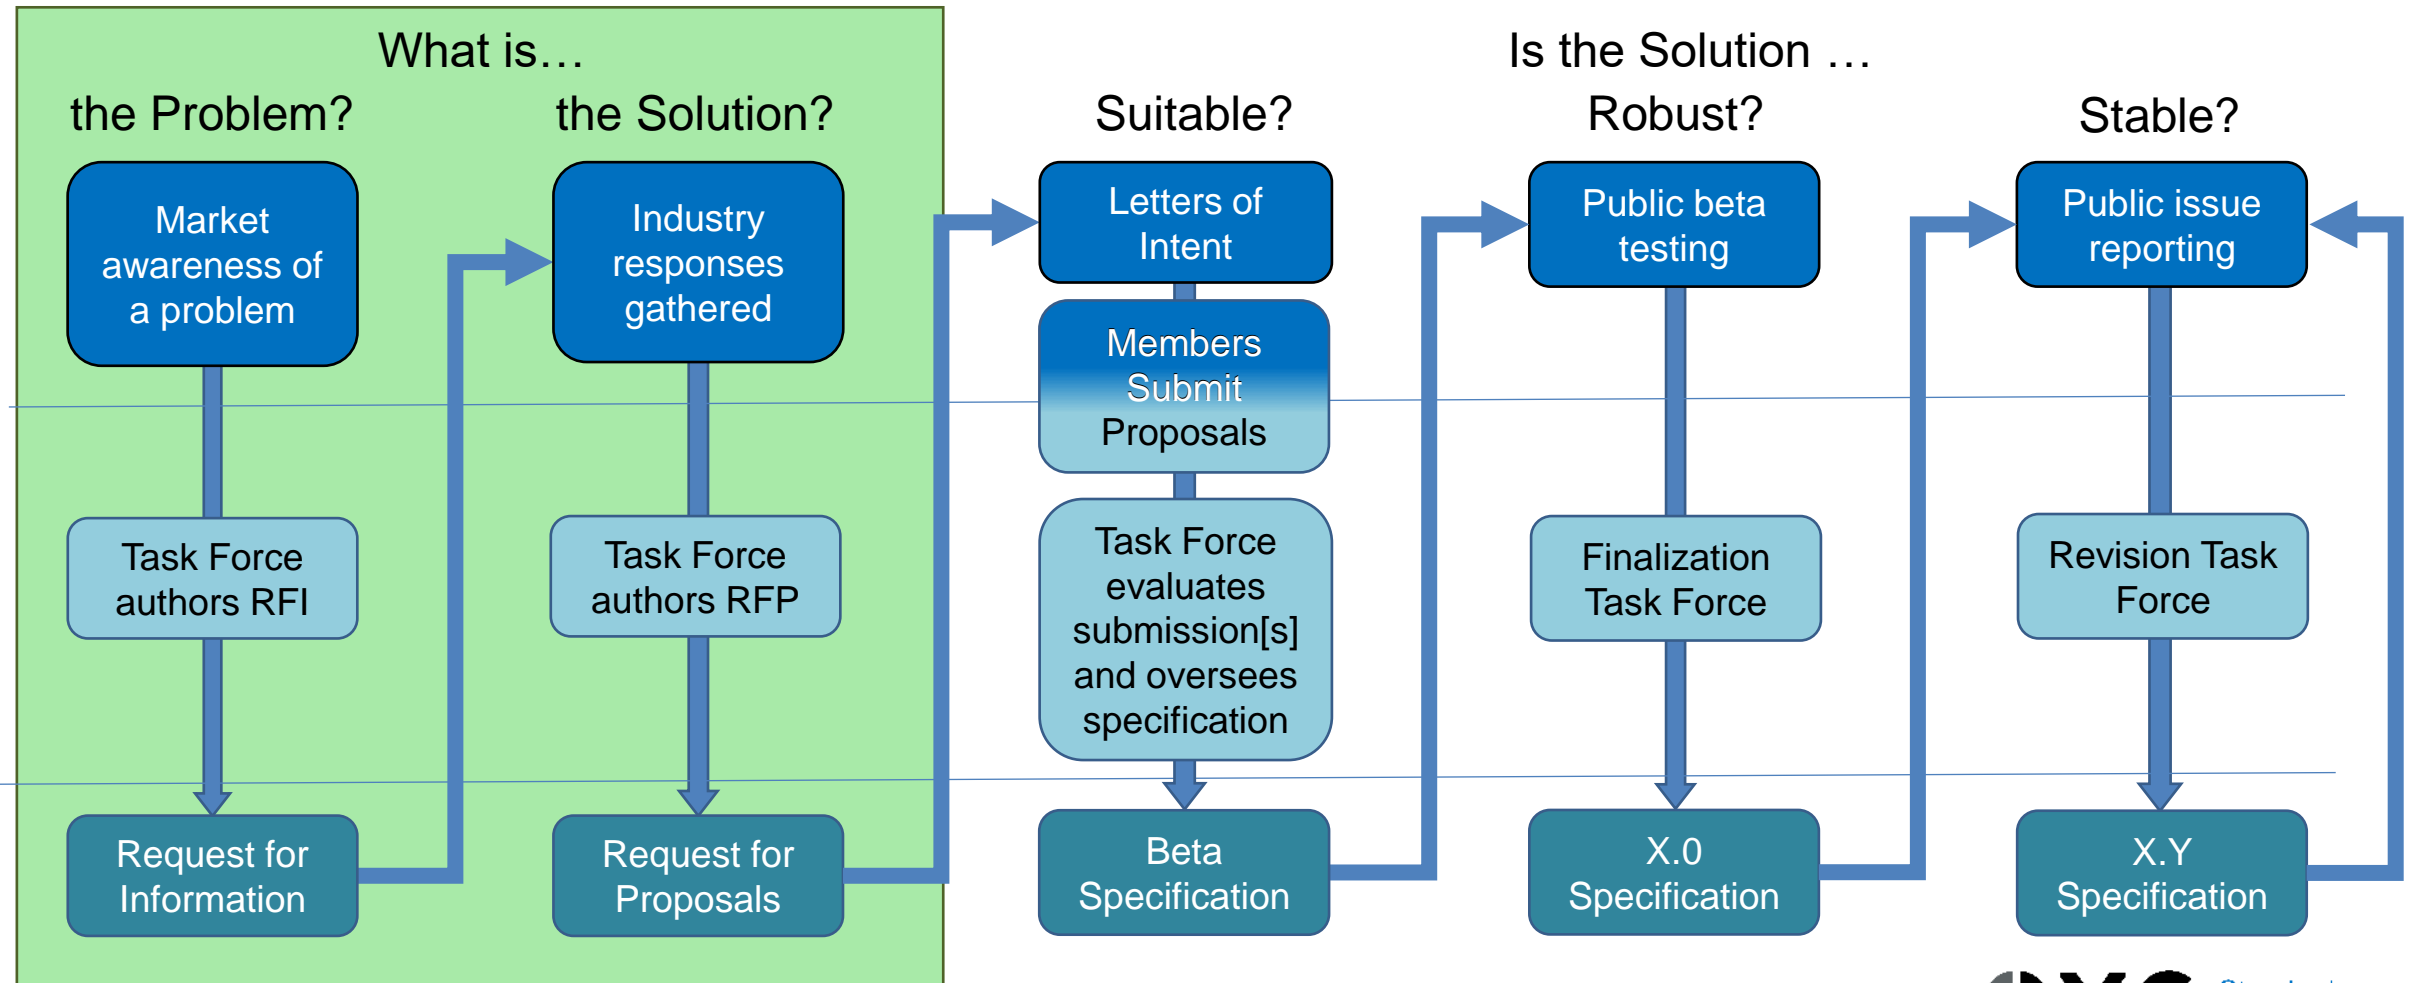 What is…
the Problem?
the Solution?
Is the Solution …
Suitable?
Robust?
Stable?
Market
awareness of
a problem
Task Force
authors RFI
Request for
Information
Industry
responses
gathered
Task Force
authors RFP
Request for
Proposals
Letters of
Intent
Members
Submit
Proposals
Task Force
evaluates
submission[s]
and oversees
specification
Beta
Specification
Public beta
testing
Finalization
Task Force
X.0
Specification
Public issue
reporting
Revision Task
Force
X.Y
Specification